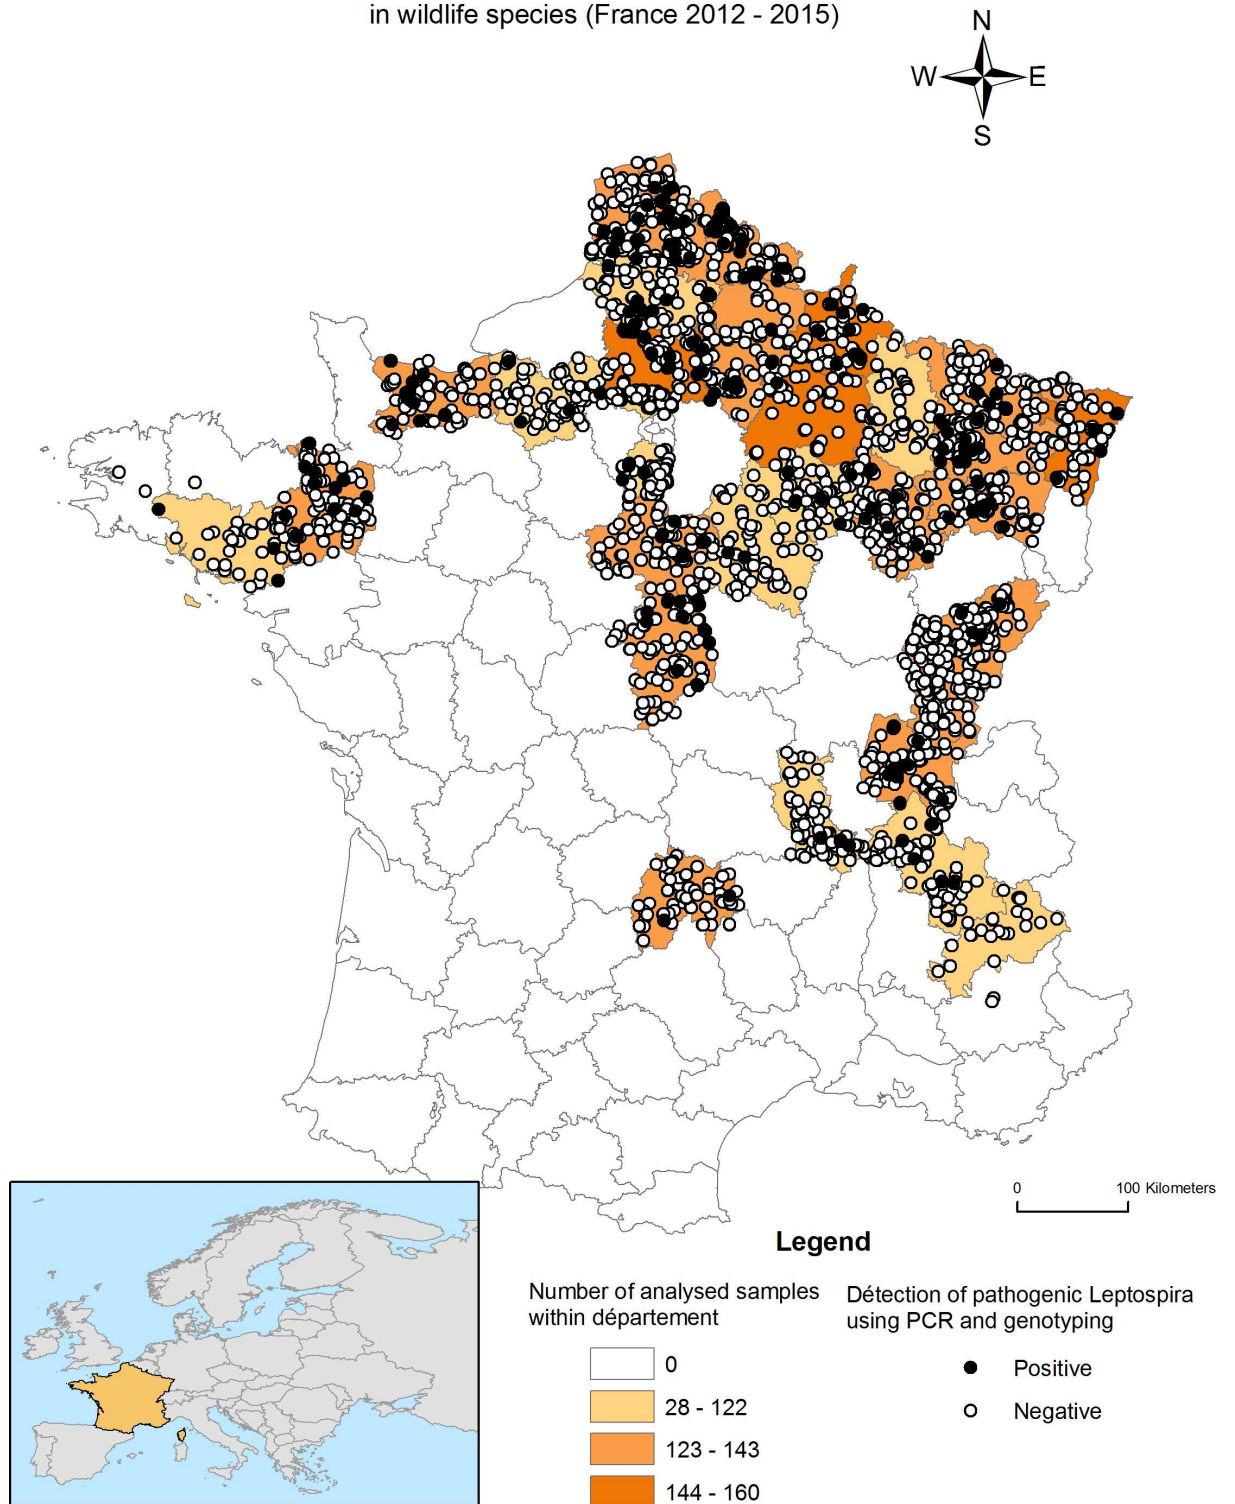 in wildlife species (France 2012 - 2015)
N
W E
S
0 100 Kilometers
Legend
Number of analysed samples
within département
0
28 - 122
123 - 143
144 - 160
Détection of pathogenic Leptospira
using PCR and genotyping
Positive
Negative